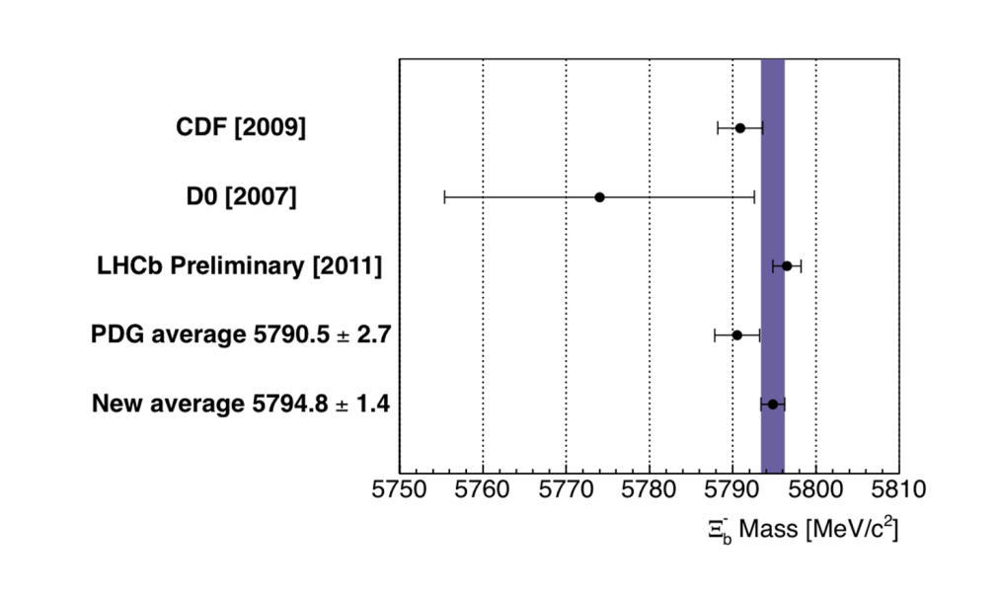 CDF [2009]
D0 [2007]
LHCb Preliminary [2011]
PDG average 5790.5 ± 2.7
New average 5794.8 ± 1.4
5750 5760 5770 5780 5790 5800 5810
Ξb⁻ Mass [MeV/c²]